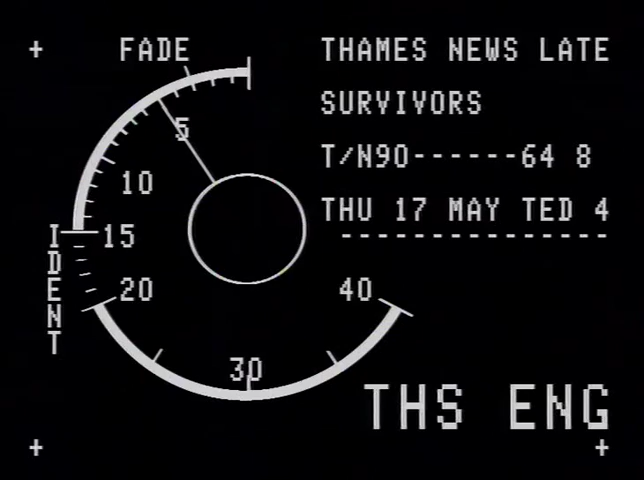 + FADE
THAMES NEWS LATE
SURVIVORS
T/N90------64 8
THU 17 MAY TED 4
---------------
5
10
15
20
30
40
IDENT
THS ENG
+ +